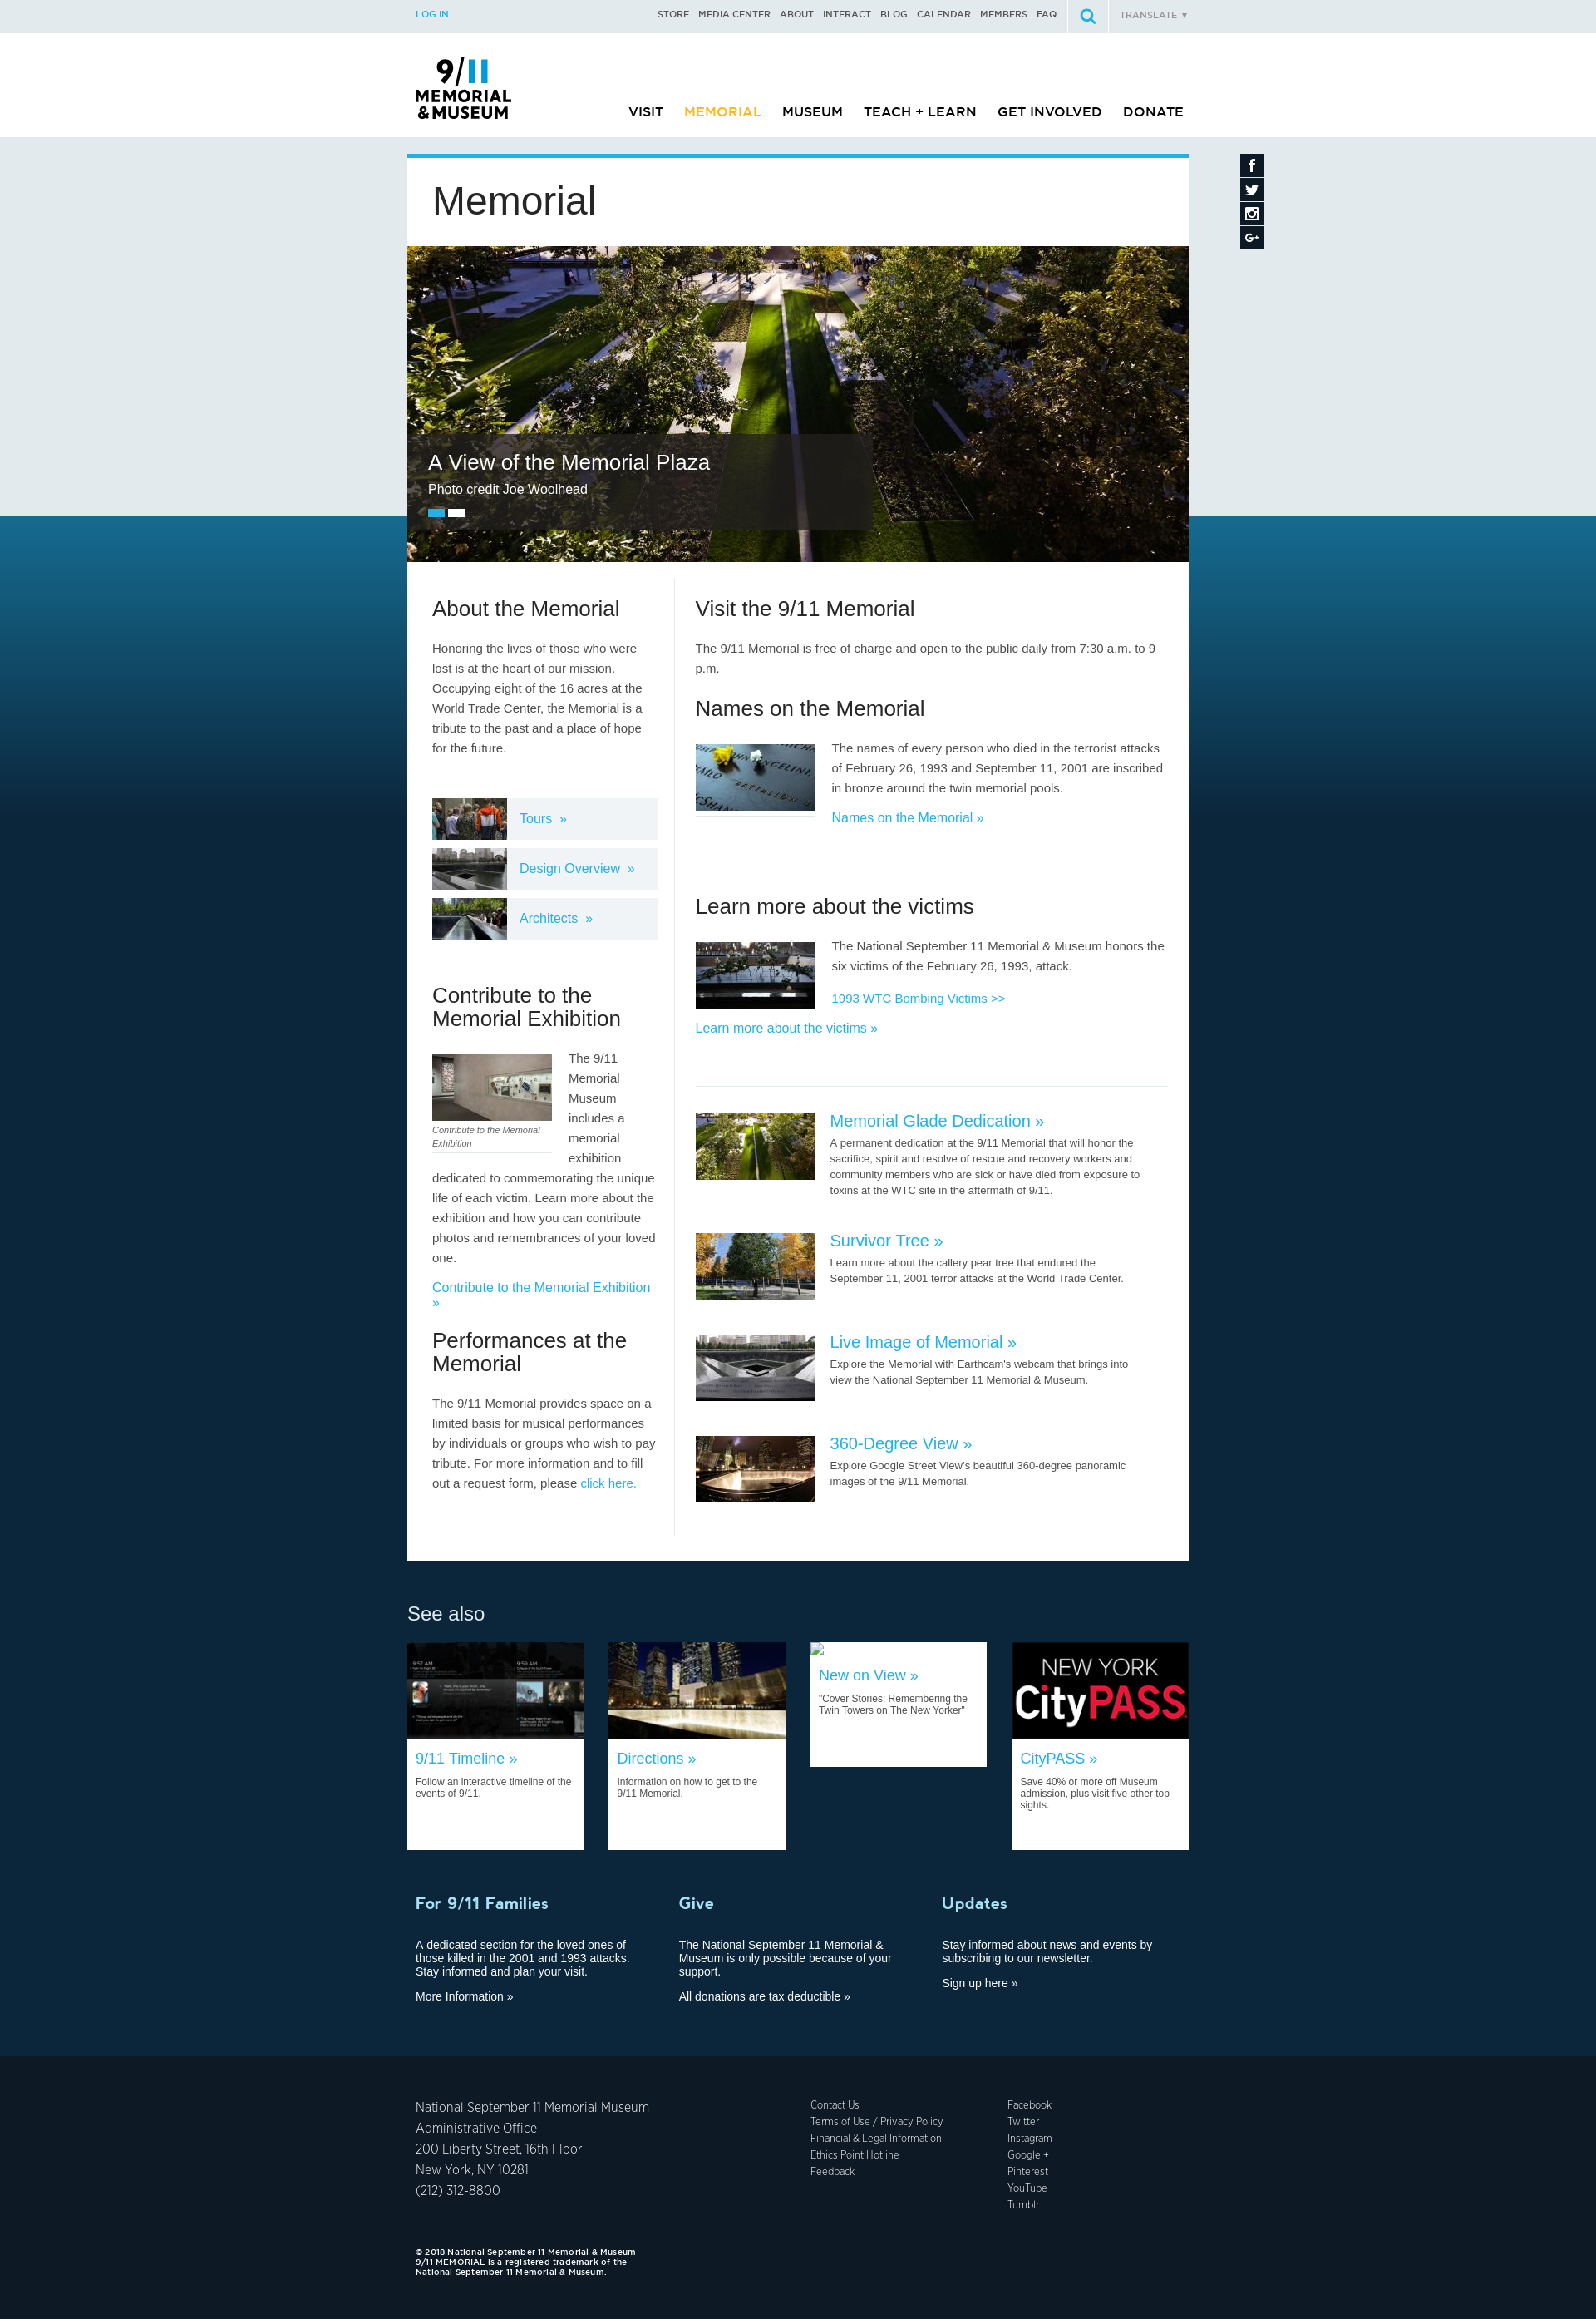 LOG IN
STORE MEDIA CENTER ABOUT INTERACT BLOG CALENDAR MEMBERS FAQ
TRANSLATE ▼
9/11
MEMORIAL
&MUSEUM
VISIT MEMORIAL MUSEUM TEACH + LEARN GET INVOLVED DONATE
Memorial
A View of the Memorial Plaza
Photo credit Joe Woolhead
About the Memorial
Honoring the lives of those who were
lost is at the heart of our mission.
Occupying eight of the 16 acres at the
World Trade Center, the Memorial is a
tribute to the past and a place of hope
for the future.
Tours »
Design Overview »
Architects »
Contribute to the
Memorial Exhibition
The 9/11
Memorial
Museum
includes a
memorial
exhibition
Contribute to the Memorial
Exhibition
dedicated to commemorating the unique
life of each victim. Learn more about the
exhibition and how you can contribute
photos and remembrances of your loved
one.
Contribute to the Memorial Exhibition
»
Performances at the
Memorial
The 9/11 Memorial provides space on a
limited basis for musical performances
by individuals or groups who wish to pay
tribute. For more information and to fill
out a request form, please click here.
Visit the 9/11 Memorial
The 9/11 Memorial is free of charge and open to the public daily from 7:30 a.m. to 9
p.m.
Names on the Memorial
BATTALION
The names of every person who died in the terrorist attacks
of February 26, 1993 and September 11, 2001 are inscribed
in bronze around the twin memorial pools.
Names on the Memorial »
Learn more about the victims
The National September 11 Memorial & Museum honors the
six victims of the February 26, 1993, attack.
1993 WTC Bombing Victims >>
Learn more about the victims »
Memorial Glade Dedication »
A permanent dedication at the 9/11 Memorial that will honor the
sacrifice, spirit and resolve of rescue and recovery workers and
community members who are sick or have died from exposure to
toxins at the WTC site in the aftermath of 9/11.
Survivor Tree »
Learn more about the callery pear tree that endured the
September 11, 2001 terror attacks at the World Trade Center.
Live Image of Memorial »
Explore the Memorial with Earthcam's webcam that brings into
view the National September 11 Memorial & Museum.
360-Degree View »
Explore Google Street View's beautiful 360-degree panoramic
images of the 9/11 Memorial.
See also
9:57 AM
9:59 AM
9/11 Timeline »
Follow an interactive timeline of the
events of 9/11.
Directions »
Information on how to get to the
9/11 Memorial.
New on View »
"Cover Stories: Remembering the
Twin Towers on The New Yorker"
NEW YORK
CityPASS
CityPASS »
Save 40% or more off Museum
admission, plus visit five other top
sights.
For 9/11 Families
A dedicated section for the loved ones of
those killed in the 2001 and 1993 attacks.
Stay informed and plan your visit.
More Information »
Give
The National September 11 Memorial &
Museum is only possible because of your
support.
All donations are tax deductible »
Updates
Stay informed about news and events by
subscribing to our newsletter.
Sign up here »
National September 11 Memorial Museum
Administrative Office
200 Liberty Street, 16th Floor
New York, NY 10281
(212) 312-8800
Contact Us
Terms of Use / Privacy Policy
Financial & Legal Information
Ethics Point Hotline
Feedback
Facebook
Twitter
Instagram
Google +
Pinterest
YouTube
Tumblr
© 2018 National September 11 Memorial & Museum
9/11 MEMORIAL is a registered trademark of the
National September 11 Memorial & Museum.